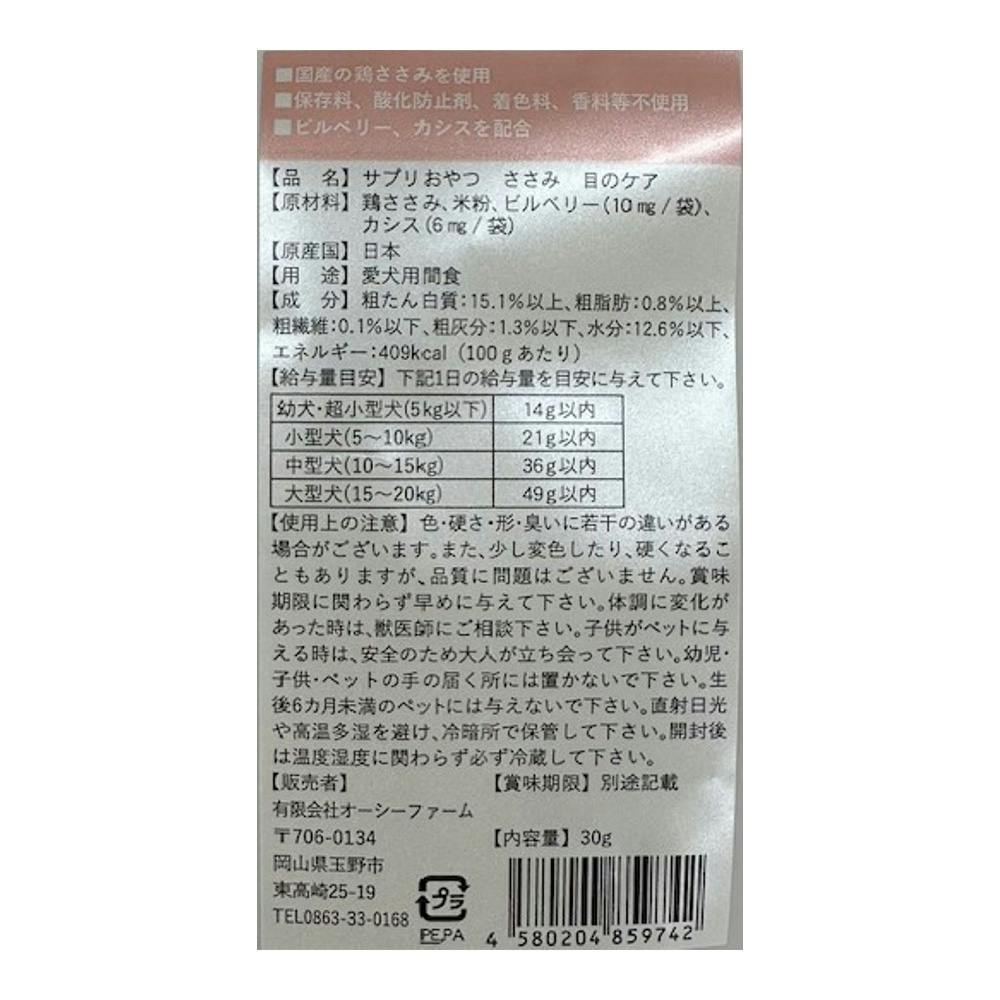 ■国産の鶏ささみを使用
■保存料、酸化防止剤、着色料、香料等不使用
■ビルベリー、カシスを配合
【品　名】サプリおやつ　ささみ　目のケア
【原材料】鶏ささみ、米粉、ビルベリー(10mg/袋)、
カシス(6mg/袋)
【原産国】日本
【用　途】愛犬用間食
【成　分】粗たん白質:15.1%以上、粗脂肪:0.8%以上、
粗繊維:0.1%以下、粗灰分:1.3%以下、水分:12.6%以下、
エネルギー:409kcal(100gあたり)
【給与量目安】下記1日の給与量を目安に与えて下さい。
幼犬・超小型犬(5kg以下) 14g以内
小型犬(5～10kg) 21g以内
中型犬(10～15kg) 36g以内
大型犬(15～20kg) 49g以内
【使用上の注意】色・硬さ・形・臭いに若干の違いがある
場合がございます。また、少し変色したり、硬くなるこ
ともありますが、品質に問題はございません。賞味
期限に関わらず早めに与えて下さい。体調に変化が
あった時は、獣医師にご相談下さい。子供がペットに与
える時は、安全のため大人が立ち会って下さい。幼児・
子供・ペットの手の届く所には置かないで下さい。生
後6カ月未満のペットには与えないで下さい。直射日光
や高温多湿を避け、冷暗所で保管して下さい。開封後
は温度湿度に関わらず必ず冷蔵して下さい。
【販売者】 【賞味期限】別途記載
有限会社オーシーファーム
〒706-0134 【内容量】30g
岡山県玉野市
東高崎25-19
TEL0863-33-0168
プラ
PE,PA
4 580204 859742